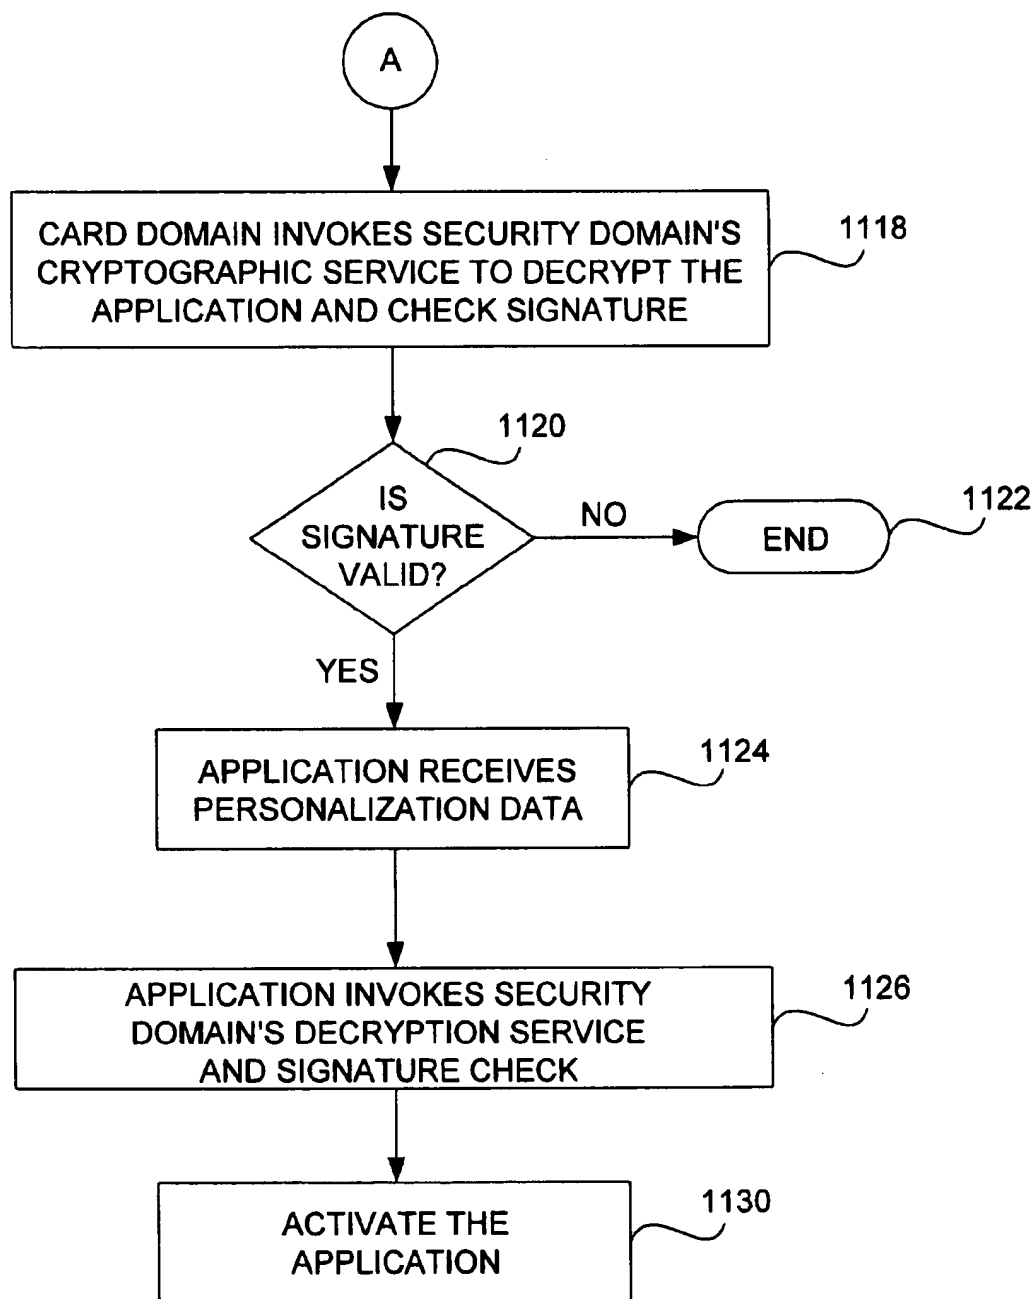 A
CARD DOMAIN INVOKES SECURITY DOMAIN'S
CRYPTOGRAPHIC SERVICE TO DECRYPT THE
APPLICATION AND CHECK SIGNATURE
1118
1120
IS
SIGNATURE
VALID?
NO
END
1122
YES
APPLICATION RECEIVES
PERSONALIZATION DATA
1124
APPLICATION INVOKES SECURITY
DOMAIN'S DECRYPTION SERVICE
AND SIGNATURE CHECK
1126
ACTIVATE THE
APPLICATION
1130